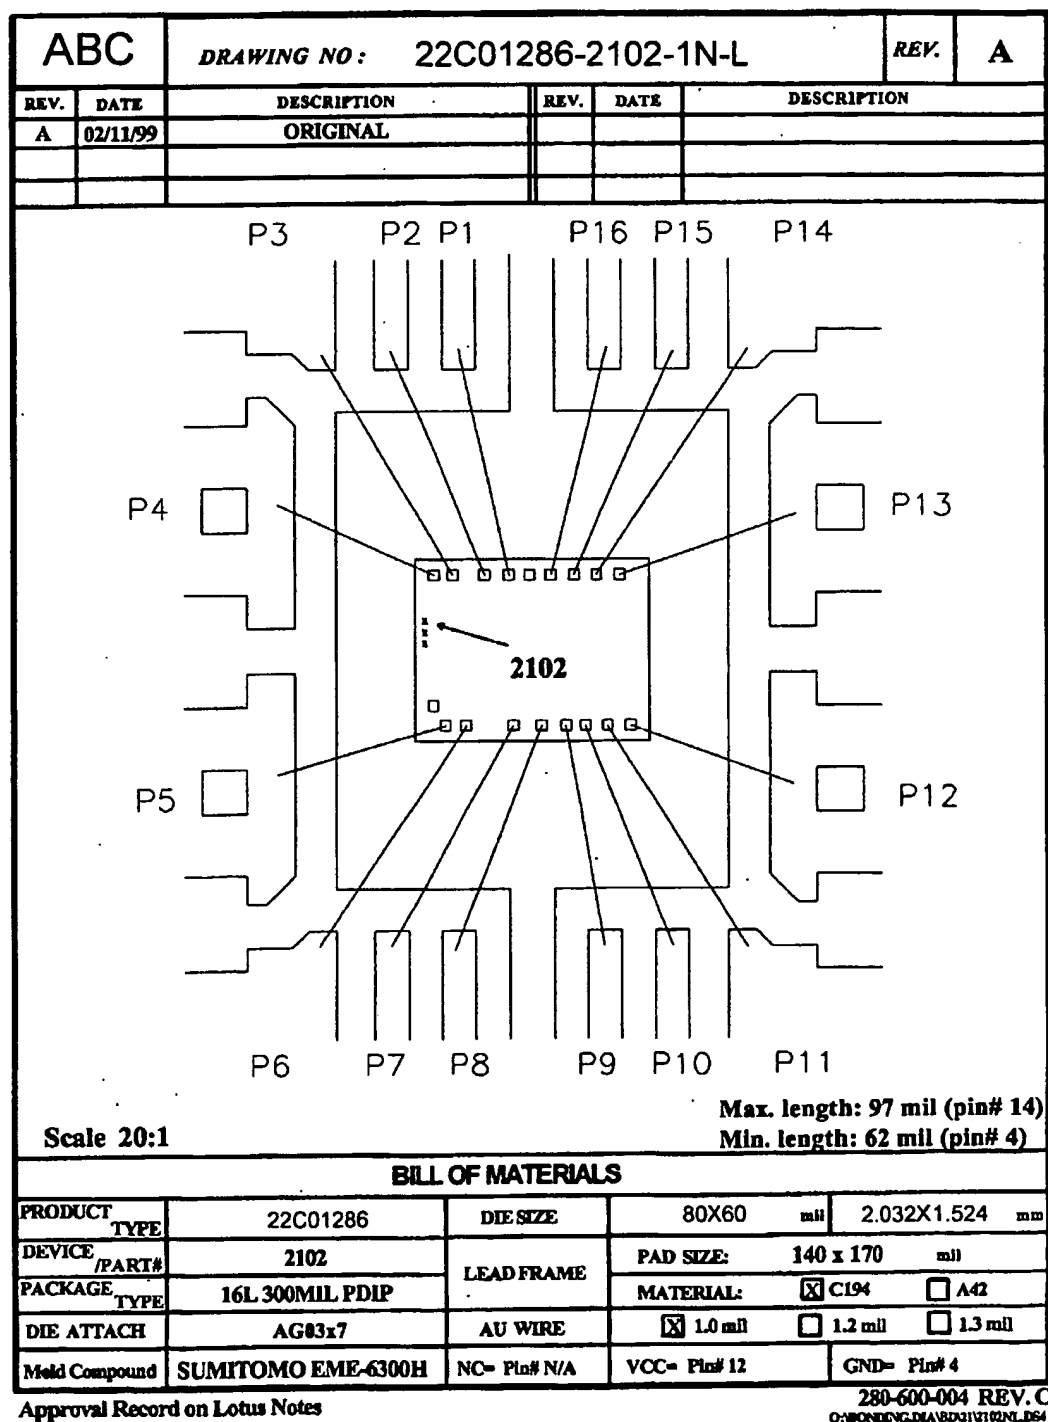 ABC DRAWING NO: 22C01286-2102-1N-L REV. A
REV. DATE DESCRIPTION REV. DATE DESCRIPTION
A 02/11/99 ORIGINAL
P3 P2 P1 P16 P15 P14
P4 P13
x
x
x
2102
P5 P12
P6 P7 P8 P9 P10 P11
Max. length: 97 mil (pin# 14)
Scale 20:1 Min. length: 62 mil (pin# 4)
BILL OF MATERIALS
PRODUCT TYPE 22C01286 DIE SIZE 80X60 mil 2.032X1.524 mm
DEVICE /PART# 2102 LEAD FRAME PAD SIZE: 140 x 170 mil
PACKAGE TYPE 16L 300MIL PDIP MATERIAL: X C194 A42
DIE ATTACH AG03x7 AU WIRE X 1.0 mil 1.2 mil 1.3 mil
Mold Compound SUMITOMO EME-6300H NC= Pin# N/A VCC= Pin# 12 GND= Pin# 4
Approval Record on Lotus Notes 280-600-004 REV. C